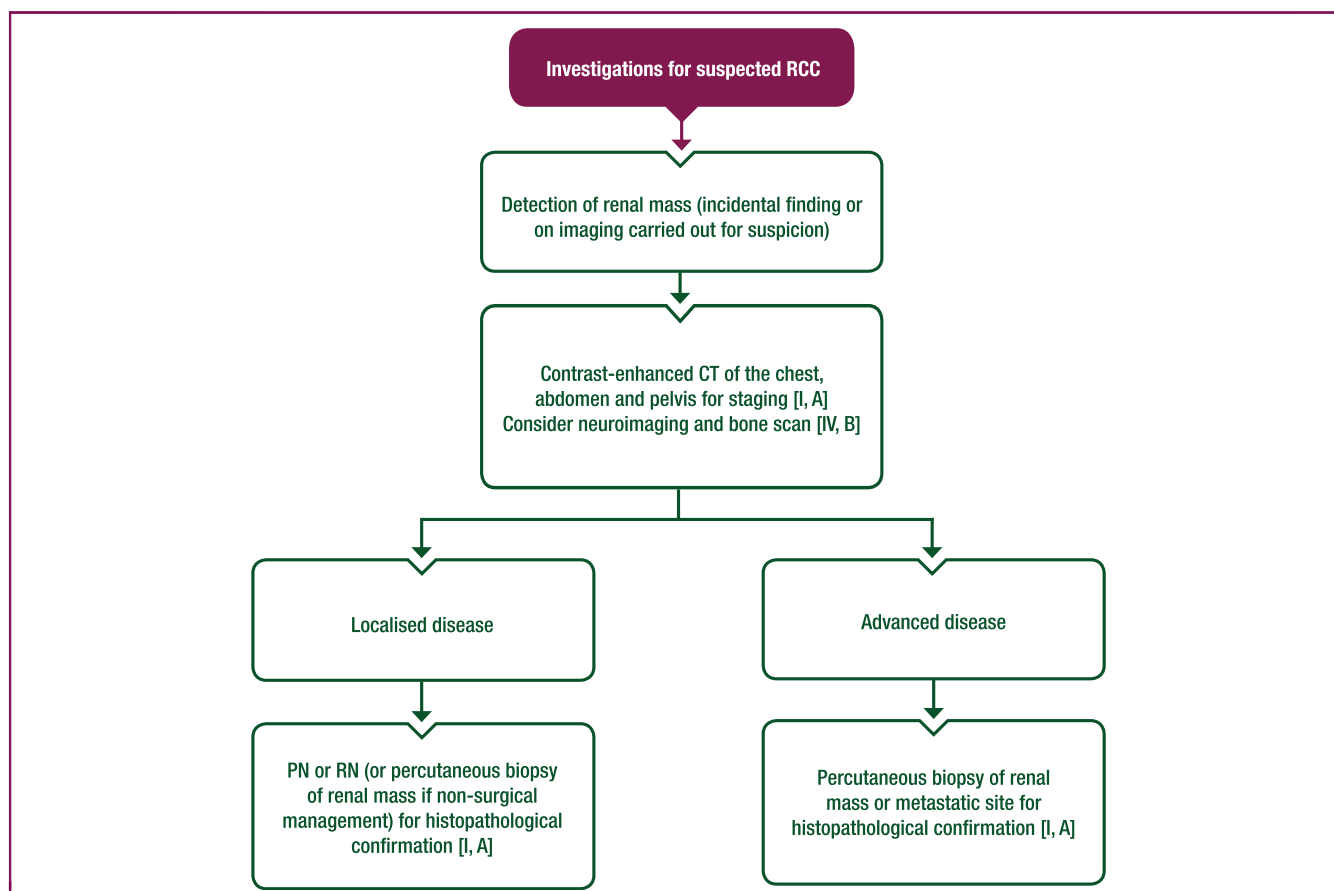 Investigations for suspected RCC
Detection of renal mass (incidental finding or
on imaging carried out for suspicion)
Contrast-enhanced CT of the chest,
abdomen and pelvis for staging [I, A]
Consider neuroimaging and bone scan [IV, B]
Localised disease
Advanced disease
PN or RN (or percutaneous biopsy
of renal mass if non-surgical
management) for histopathological
confirmation [I, A]
Percutaneous biopsy of renal
mass or metastatic site for
histopathological confirmation [I, A]